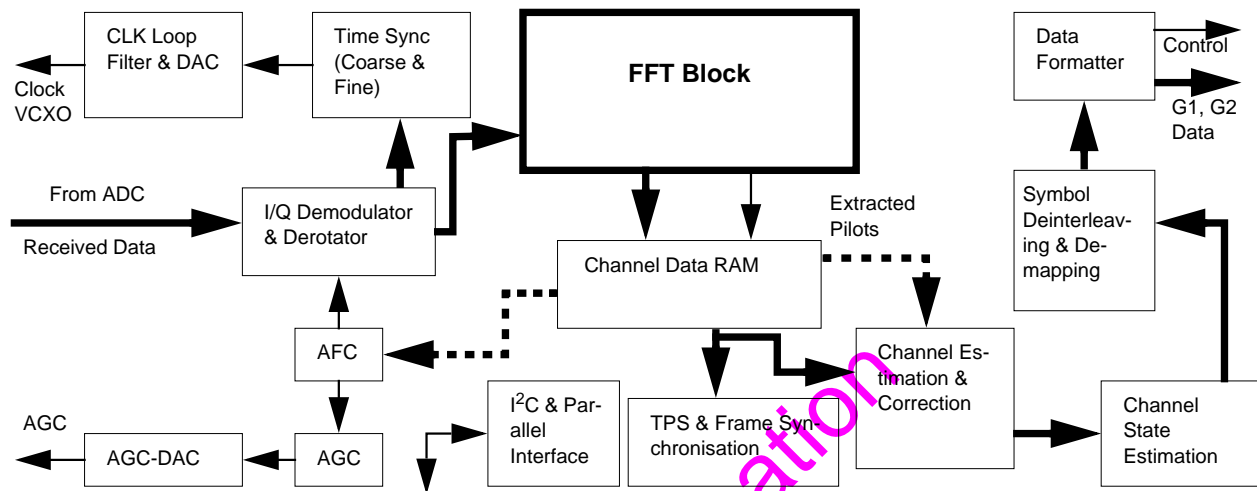 CLK Loop
Filter & DAC
Time Sync
(Coarse &
Fine)
FFT Block
Data
Formatter
Control
Clock
VCXO
G1, G2
Data
From ADC
Received Data
I/Q Demodulator
& Derotator
Extracted
Pilots
Symbol
Deinterleav-
ing & De-
mapping
Channel Data RAM
AFC
Channel Es-
timation &
Correction
I2C & Par-
allel
Interface
TPS & Frame Syn-
chronisation
Channel
State
Estimation
AGC
AGC-DAC
AGC
ation